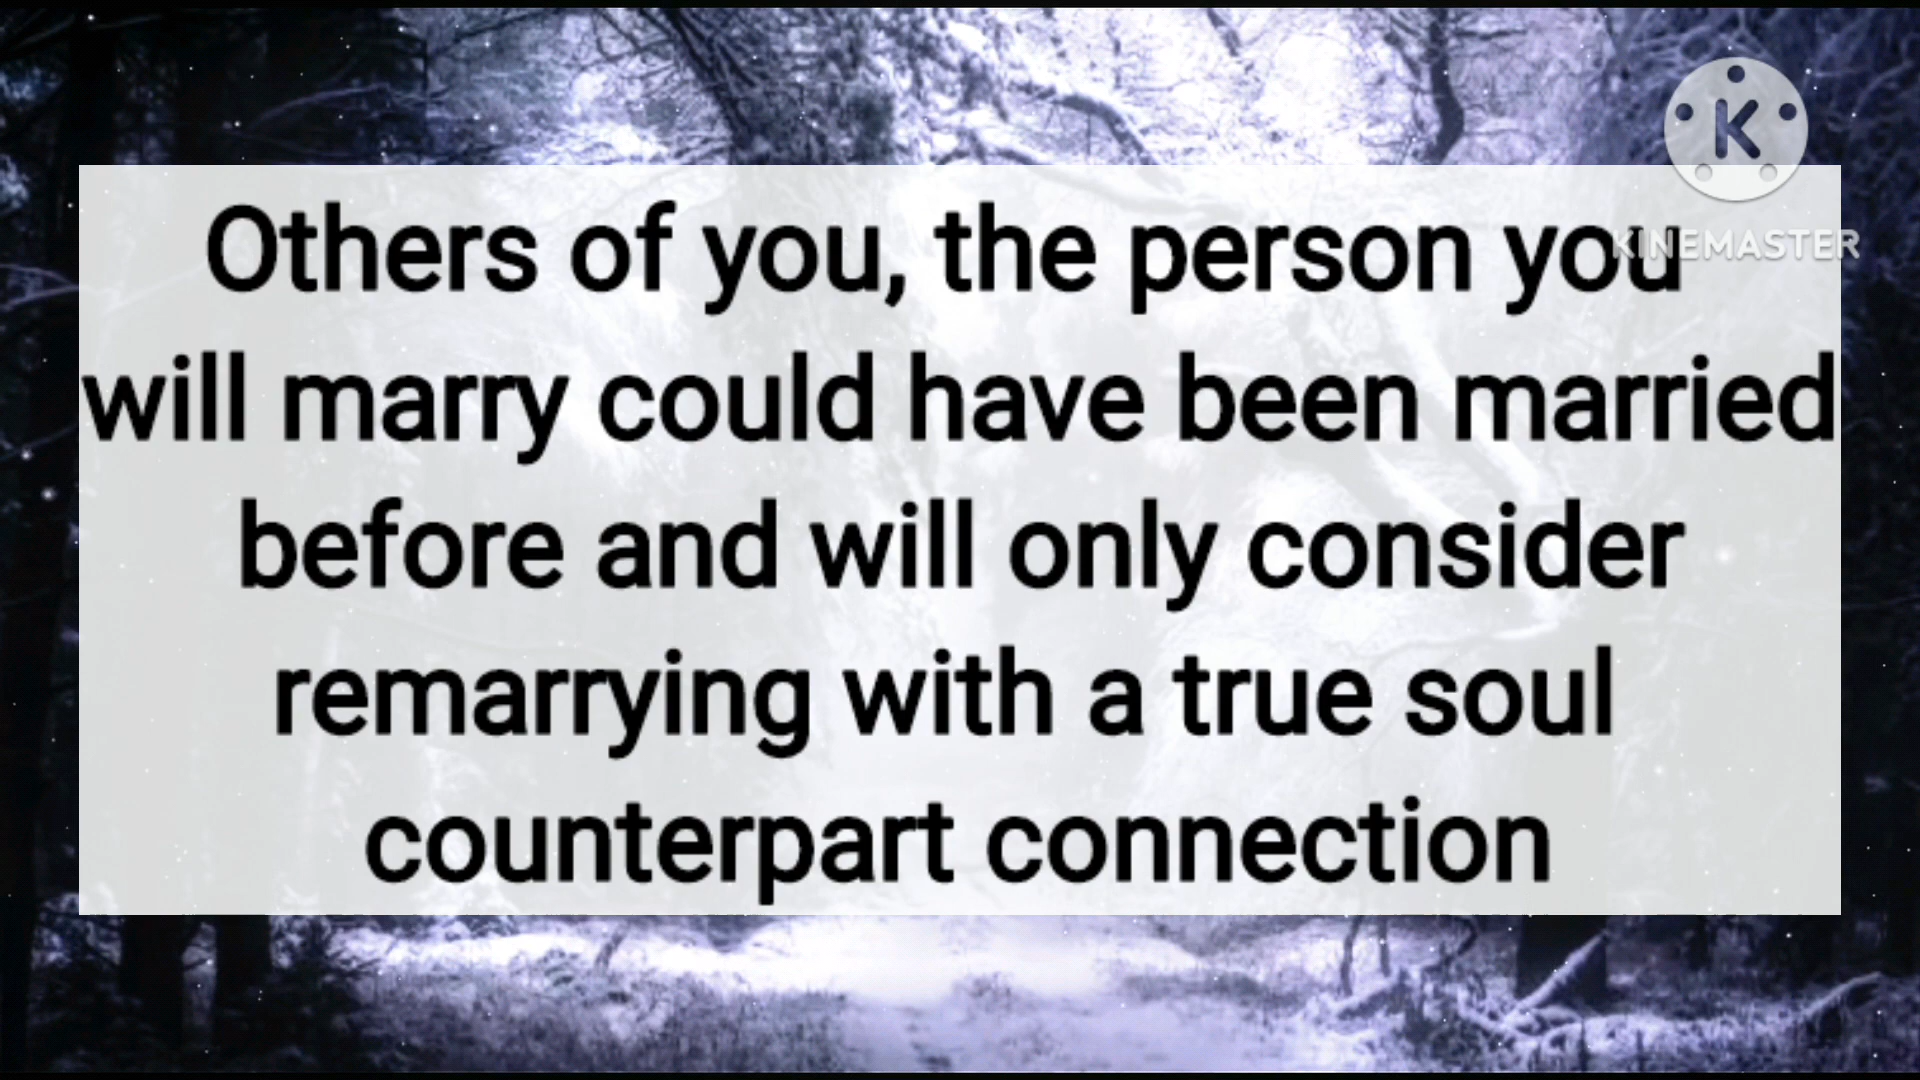 K
KINEMASTER
Others of you, the person you
will marry could have been married
before and will only consider
remarrying with a true soul
counterpart connection